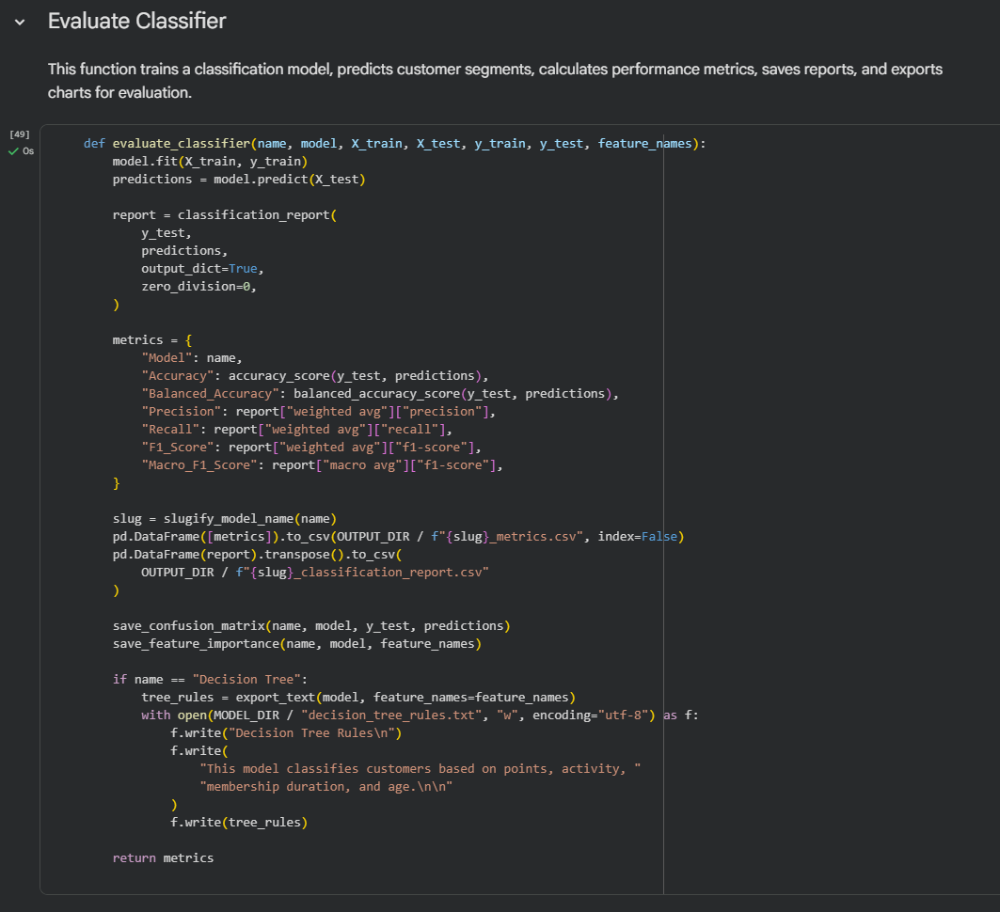 Evaluate Classifier
This function trains a classification model, predicts customer segments, calculates performance metrics, saves reports, and exports
charts for evaluation.
[49]
0s
def evaluate_classifier(name, model, X_train, X_test, y_train, y_test, feature_names):
    model.fit(X_train, y_train)
    predictions = model.predict(X_test)

    report = classification_report(
        y_test,
        predictions,
        output_dict=True,
        zero_division=0,
    )

    metrics = {
        "Model": name,
        "Accuracy": accuracy_score(y_test, predictions),
        "Balanced_Accuracy": balanced_accuracy_score(y_test, predictions),
        "Precision": report["weighted avg"]["precision"],
        "Recall": report["weighted avg"]["recall"],
        "F1_Score": report["weighted avg"]["f1-score"],
        "Macro_F1_Score": report["macro avg"]["f1-score"],
    }

    slug = slugify_model_name(name)
    pd.DataFrame([metrics]).to_csv(OUTPUT_DIR / f"{slug}_metrics.csv", index=False)
    pd.DataFrame(report).transpose().to_csv(
        OUTPUT_DIR / f"{slug}_classification_report.csv"
    )

    save_confusion_matrix(name, model, y_test, predictions)
    save_feature_importance(name, model, feature_names)

    if name == "Decision Tree":
        tree_rules = export_text(model, feature_names=feature_names)
        with open(MODEL_DIR / "decision_tree_rules.txt", "w", encoding="utf-8") as f:
            f.write("Decision Tree Rules\n")
            f.write(
                "This model classifies customers based on points, activity, "
                "membership duration, and age.\n\n"
            )
            f.write(tree_rules)

    return metrics